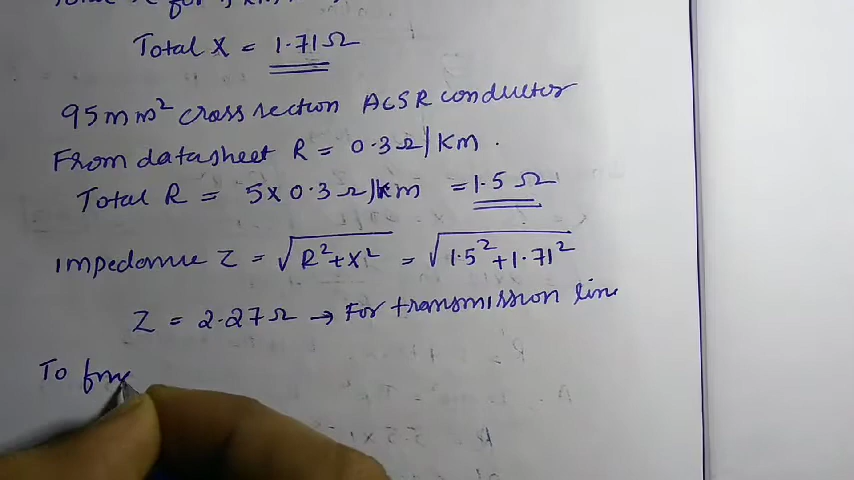 Total X = 1.71Ω
95mm² cross section ACSR conductor
From datasheet R = 0.3Ω/KM.
Total R = 5x0.3Ω/km = 1.5Ω
Impedance Z = √R²+X² = √1.5²+1.71²
Z = 2.27Ω → For transmission line
To